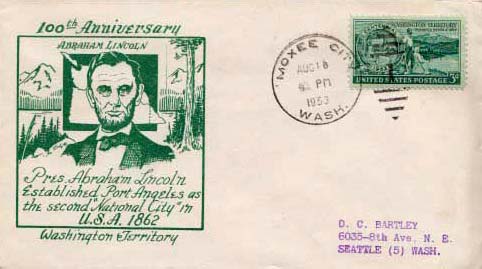 100th Anniversary
ABRAHAM LINCOLN
Pres. Abraham Lincoln
Established Port Angeles as
the second "National City" in
U.S.A. 1862
Washington Territory
MOXEE CITY
AUG 18
PM
1953
WASH.
WASHINGTON TERRITORY
UNITED STATES POSTAGE 3¢
D. C. BARTLEY
6035-8th Ave. N. E.
SEATTLE (5) WASH.